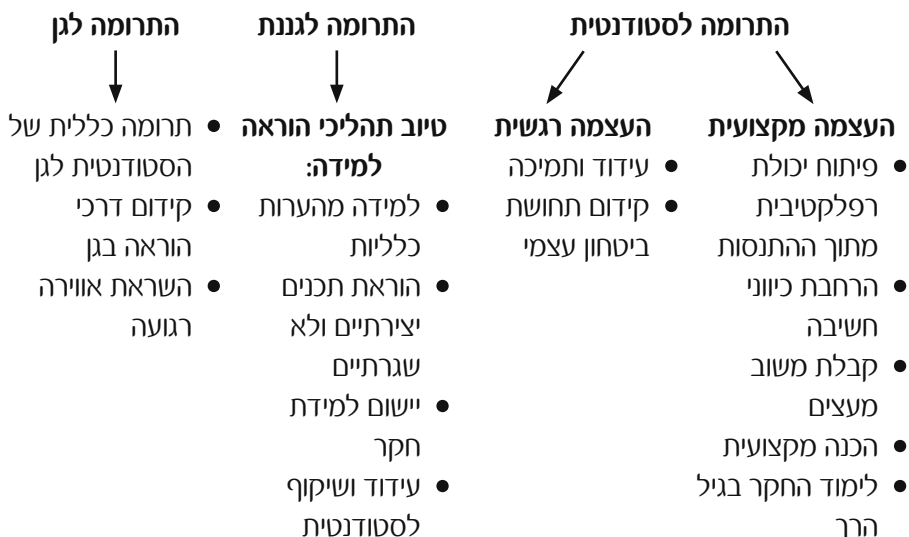 התרומה לסטודנטית
העצמה מקצועית
• פיתוח יכולת
רפלקטיבית
מתוך ההתנסות
• הרחבת כיווני
חשיבה
• קבלת משוב
מעצים
• הכנה מקצועית
• לימוד החקר בגיל
הרך
העצמה רגשית
• עידוד ותמיכה
• קידום תחושת
ביטחון עצמי
התרומה לגננת
טיוב תהליכי הוראה
למידה:
• למידה מהערות
כלליות
• הוראת תכנים
יצירתיים ולא
שגרתיים
• יישום למידת
חקר
• עידוד ושיקוף
לסטודנטית
התרומה לגן
• תרומה כללית של
הסטודנטית לגן
• קידום דרכי
הוראה בגן
• השראת אווירה
רגועה